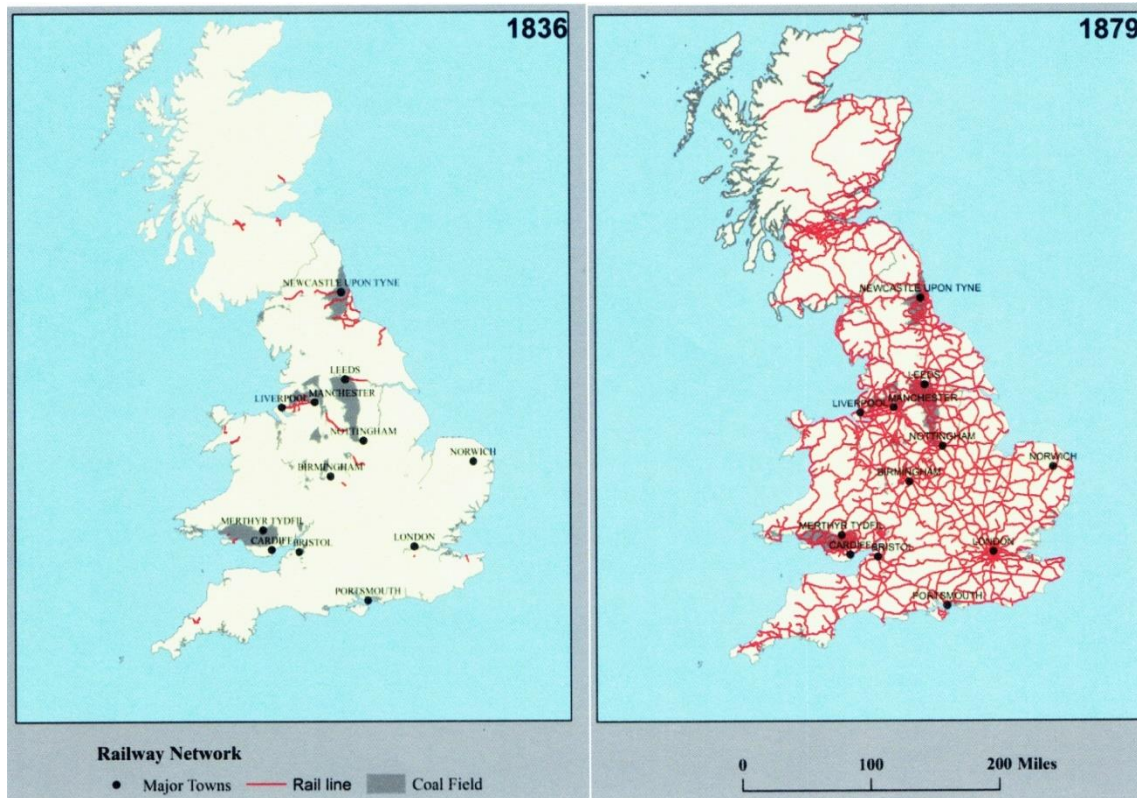 1836
NEWCASTLE UPON TYNE
LEEDS
LIVERPOOL
MANCHESTER
NOTTINGHAM
NORWICH
BIRMINGHAM
MERTHYR TYDFIL
CARDIFF
BRISTOL
LONDON
PORTSMOUTH
Railway Network
Major Towns
Rail line
Coal Field
1879
NEWCASTLE UPON TYNE
LEEDS
LIVERPOOL
MANCHESTER
NOTTINGHAM
NORWICH
BIRMINGHAM
MERTHYR TYDFIL
CARDIFF
BRISTOL
LONDON
PORTSMOUTH
0 100 200 Miles